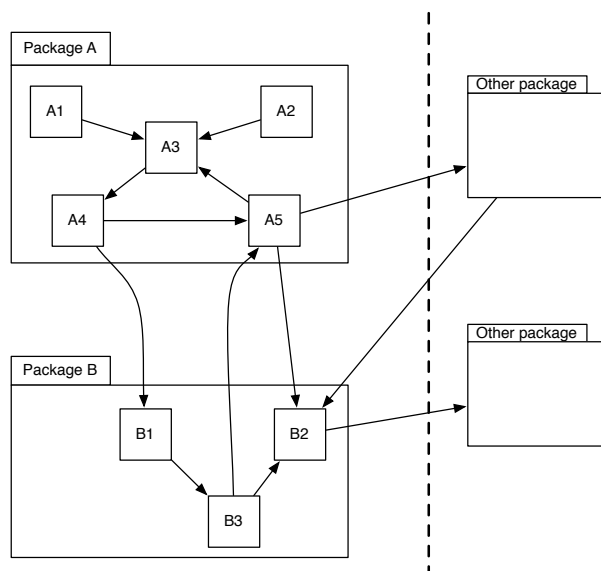 Package A
Other package
A1
A2
A3
A4
A5
Other package
Package B
B1
B2
B3